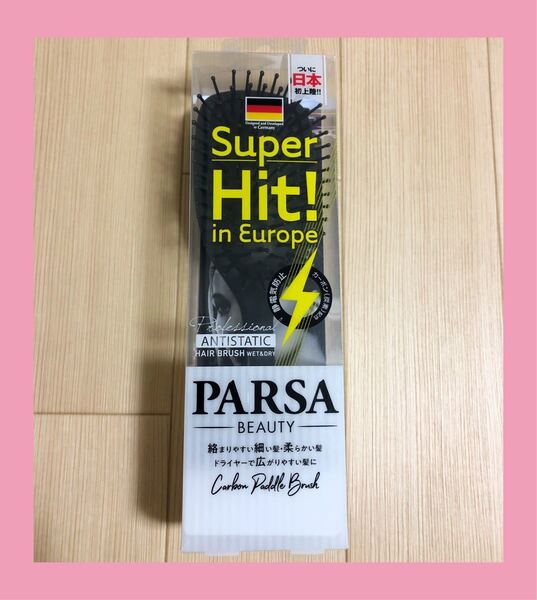 ついに
日本
初上陸!!
Designed and Developed
in Germany
Super
Hit!
in Europe
静電気防止
カーボン(炭素)配合
Professional
ANTISTATIC
HAIR BRUSH WET&DRY
PARSA
BEAUTY
絡まりやすい細い髪・柔らかい髪
ドライヤーで広がりやすい髪に
Carbon Paddle Brush